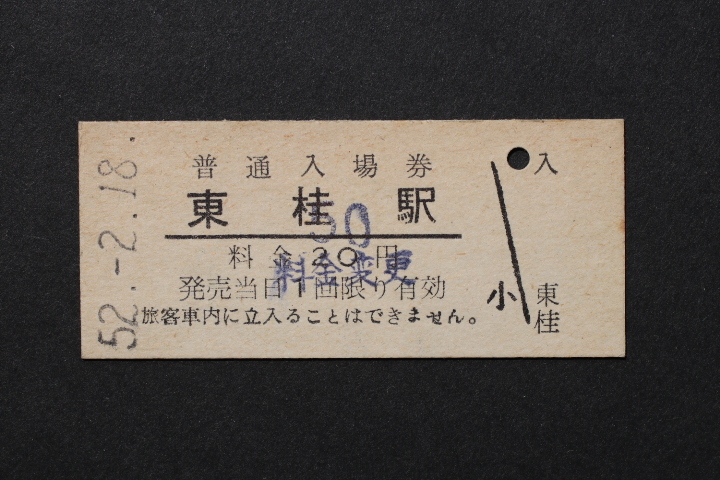 52.-2.18.
普通入場券
東桂駅
料金20円
50
料金変更
発売当日1回限り有効
旅客車内に立入ることはできません。
入
小
東桂